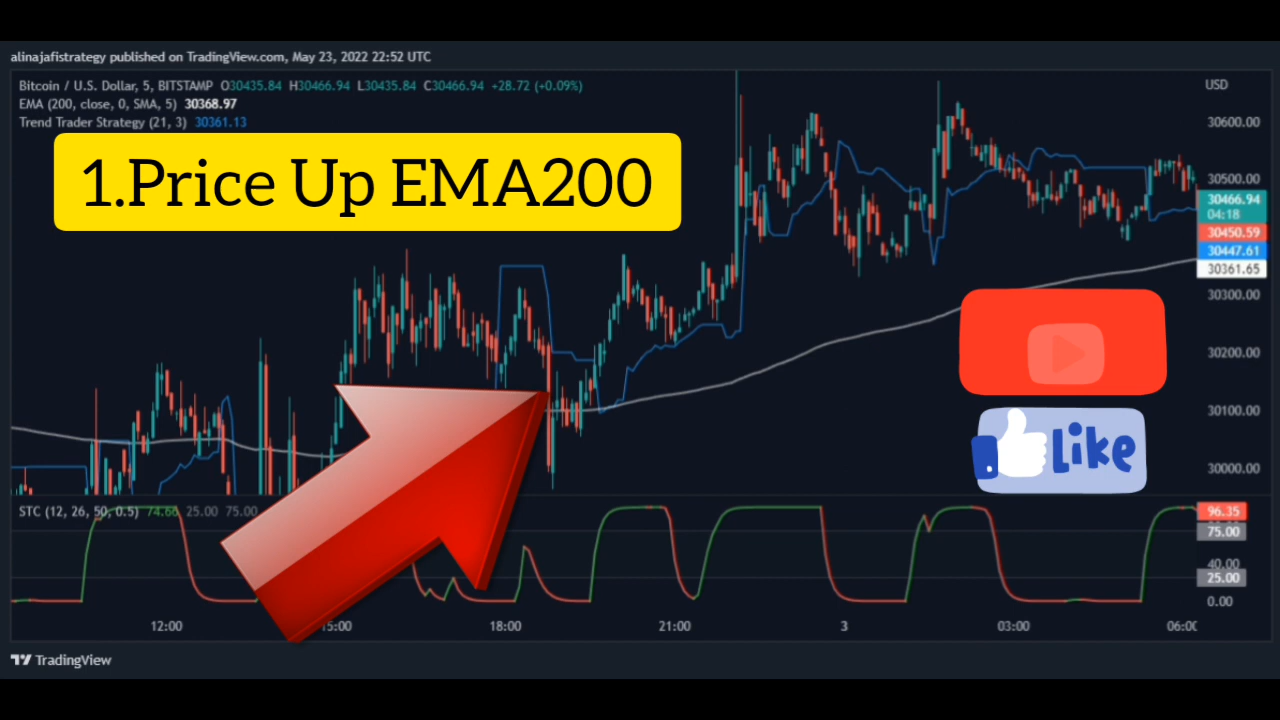 alinajafistrategy published on TradingView.com, May 23, 2022 22:52 UTC
Bitcoin / U.S. Dollar, 5, BITSTAMP O30435.84 H30466.94 L30435.84 C30466.94 +28.72 (+0.09%)
USD
EMA (200, close, 0, SMA, 5) 30368.97
Trend Trader Strategy (21, 3) 30361.13
1.Price Up EMA200
30600.00
30500.00
30466.94
04:18
30450.59
30447.61
30361.65
30300.00
30200.00
30100.00
30000.00
Like
STC (12, 26, 50, 0.5) 74.66 25.00 75.00
96.35
75.00
40.00
25.00
0.00
12:00 15:00 18:00 21:00 3 03:00 06:00
TradingView